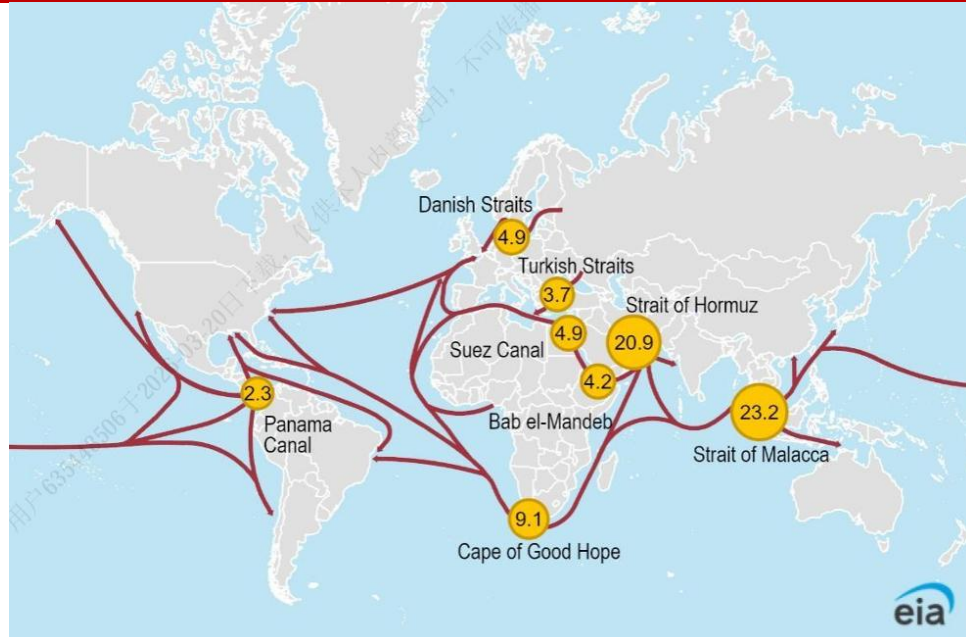 Danish Straits
4.9
Turkish Straits
3.7
Strait of Hormuz
20.9
Suez Canal
4.9
4.2
Bab el-Mandeb
2.3
Panama
Canal
23.2
Strait of Malacca
9.1
Cape of Good Hope
eia